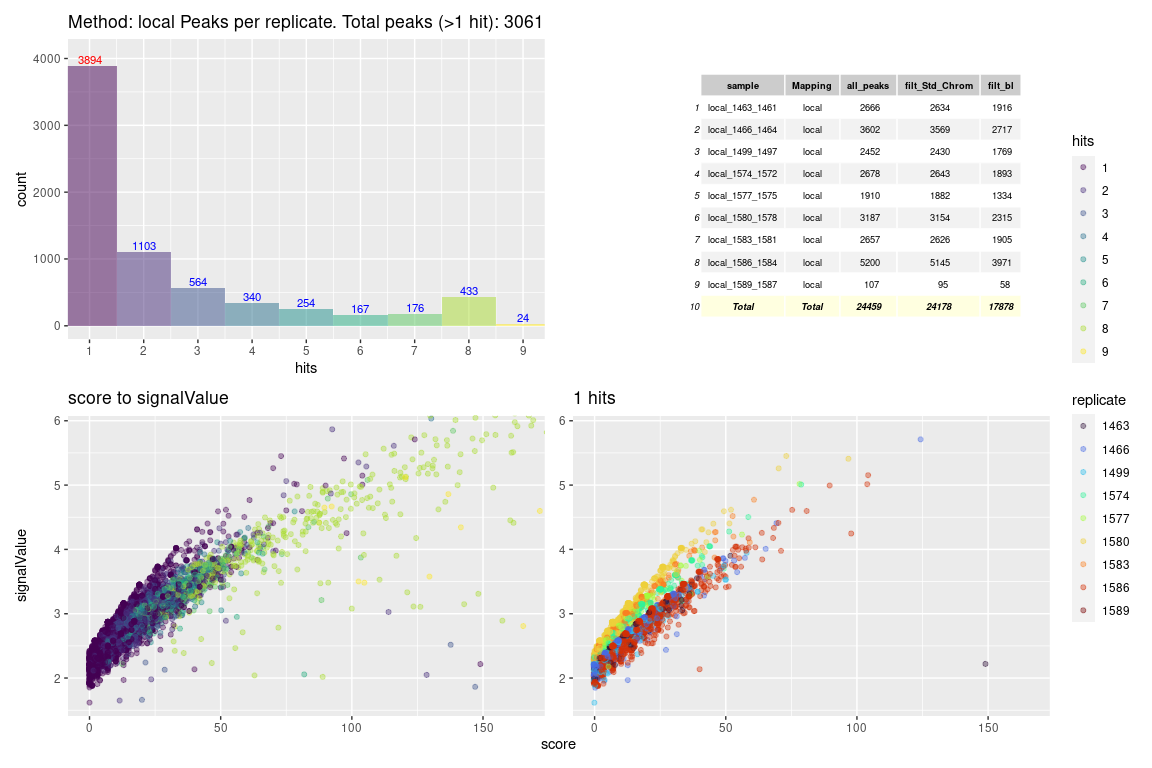 Method: local Peaks per replicate. Total peaks (>1 hit): 3061
4000
3000
2000
1000
0
count
3894
1103
564
340
254
167
176
433
24
1 2 3 4 5 6 7 8 9
hits
sample Mapping all_peaks filt_Std_Chrom filt_bl
1 local_1463_1461 local 2666 2634 1916
2 local_1466_1464 local 3602 3569 2717
3 local_1499_1497 local 2452 2430 1769
4 local_1574_1572 local 2678 2643 1893
5 local_1577_1575 local 1910 1882 1334
6 local_1580_1578 local 3187 3154 2315
7 local_1583_1581 local 2657 2626 1905
8 local_1586_1584 local 5200 5145 3971
9 local_1589_1587 local 107 95 58
10 Total Total 24459 24178 17878
hits
1
2
3
4
5
6
7
8
9
score to signalValue
6
5
4
3
2
signalValue
0 50 100 150
1 hits
6
5
4
3
2
0 50 100 150
score
replicate
1463
1466
1499
1574
1577
1580
1583
1586
1589